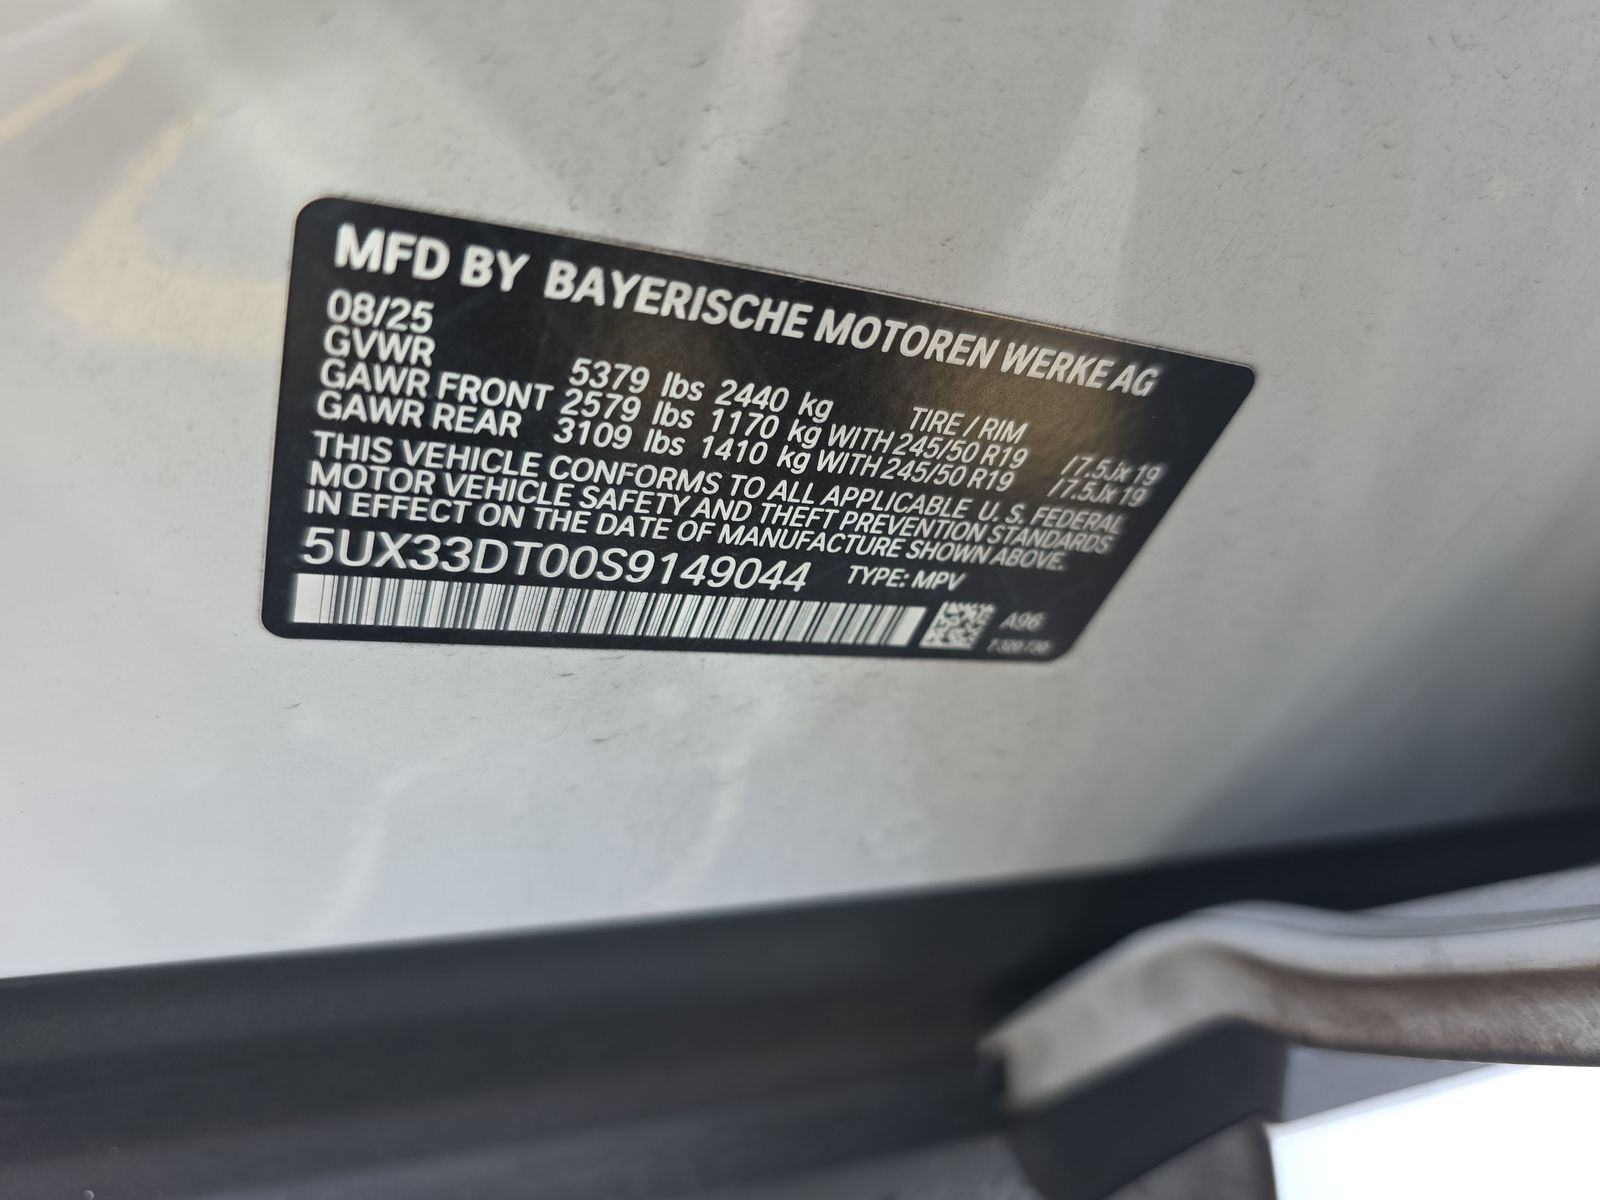 MFD BY BAYERISCHE MOTOREN WERKE AG
08/25
GVWR 5379 lbs 2440 kg TIRE / RIM
GAWR FRONT 2579 lbs 1170 kg WITH 245/50 R19 /7.5Jx19
GAWR REAR 3109 lbs 1410 kg WITH 245/50 R19 /7.5Jx19
THIS VEHICLE CONFORMS TO ALL APPLICABLE U.S. FEDERAL
MOTOR VEHICLE SAFETY AND THEFT PREVENTION STANDARDS
IN EFFECT ON THE DATE OF MANUFACTURE SHOWN ABOVE.
5UX33DT00S9149044 TYPE: MPV
A96